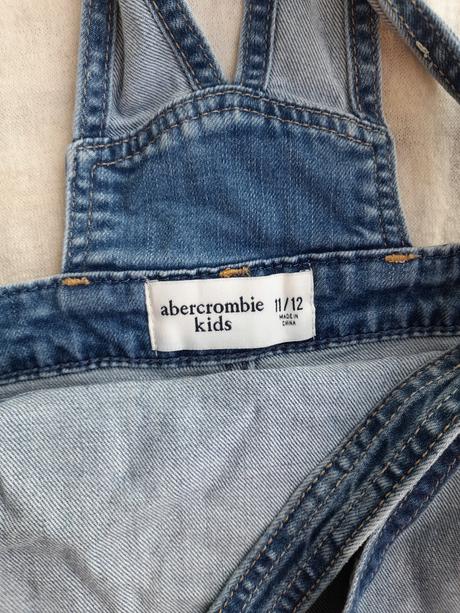 abercrombie
kids
11/12
MADE IN
CHINA